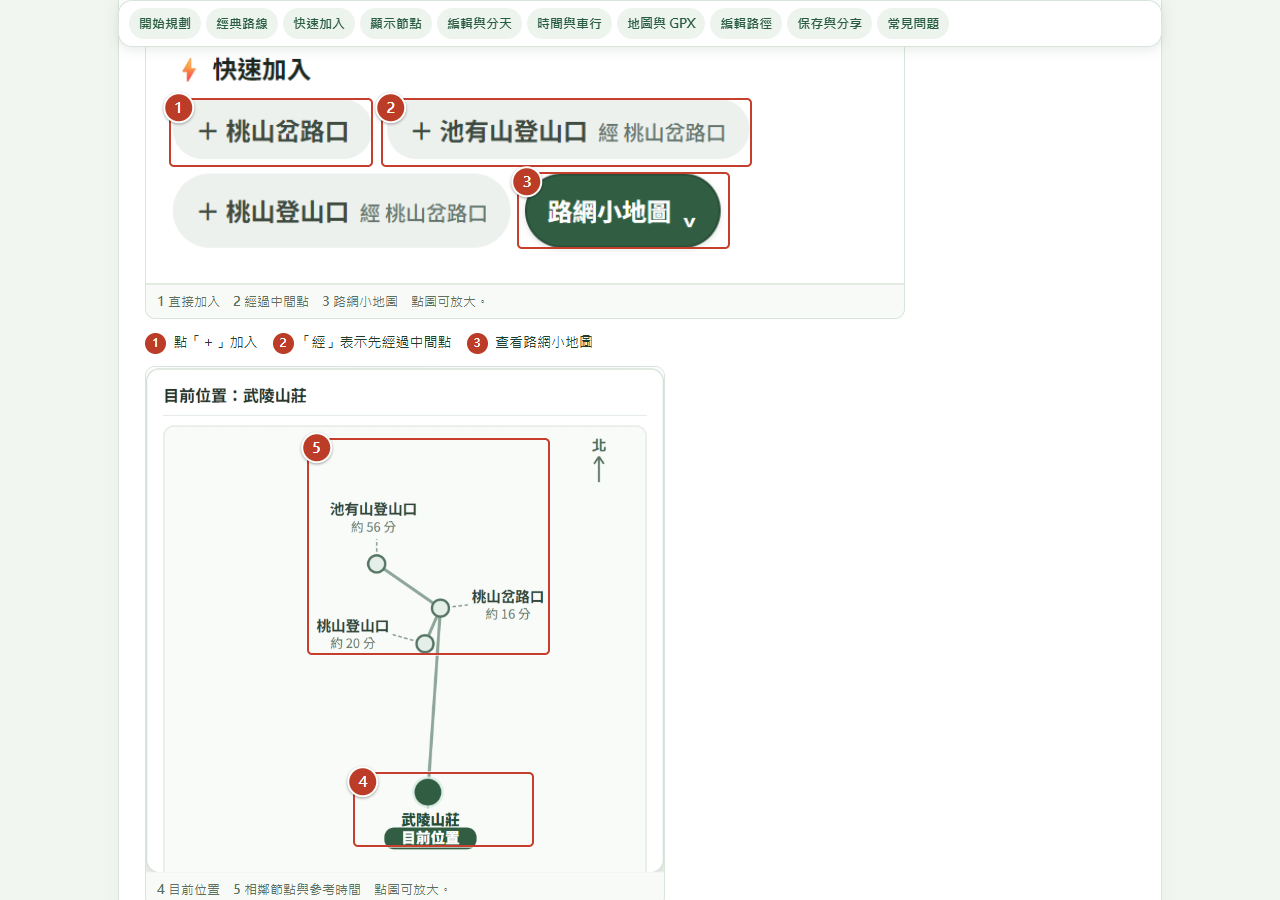 開始規劃 經典路線 快速加入 顯示節點 編輯與分天 時間與車行 地圖與 GPX 編輯路徑 保存與分享 常見問題
快速加入
1 + 桃山岔路口 2 + 池有山登山口 經 桃山岔路口
+ 桃山登山口 經 桃山岔路口 3 路網小地圖 v
1 直接加入 2 經過中間點 3 路網小地圖 點圖可放大。
1 點「+」加入 2 「經」表示先經過中間點 3 查看路網小地圖
目前位置:武陵山莊
5
北
池有山登山口
約 56 分
桃山岔路口
約 16 分
桃山登山口
約 20 分
4
武陵山莊
目前位置
4 目前位置 5 相鄰節點與參考時間 點圖可放大。